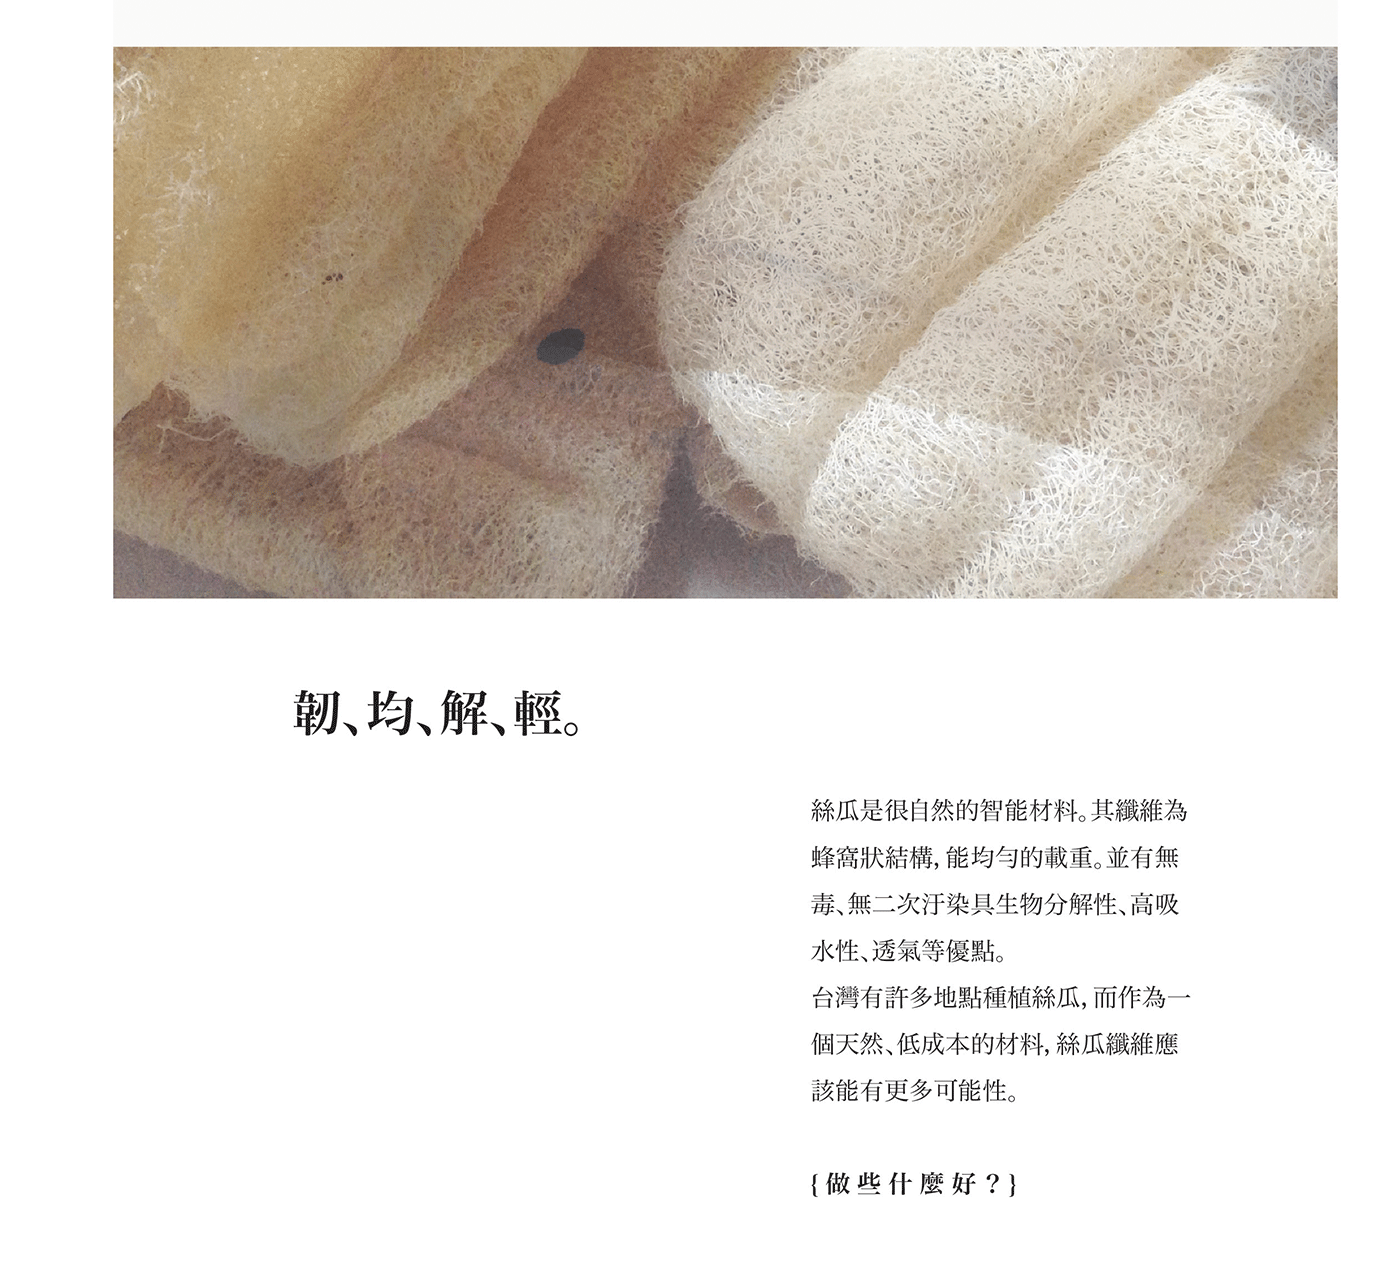 韌、均、解、輕。
絲瓜是很自然的智能材料。其纖維為
蜂窩狀結構，能均勻的載重。並有無
毒、無二次汙染具生物分解性、高吸
水性、透氣等優點。
台灣有許多地點種植絲瓜，而作為一
個天然、低成本的材料，絲瓜纖維應
該能有更多可能性。
{做些什麼好？}